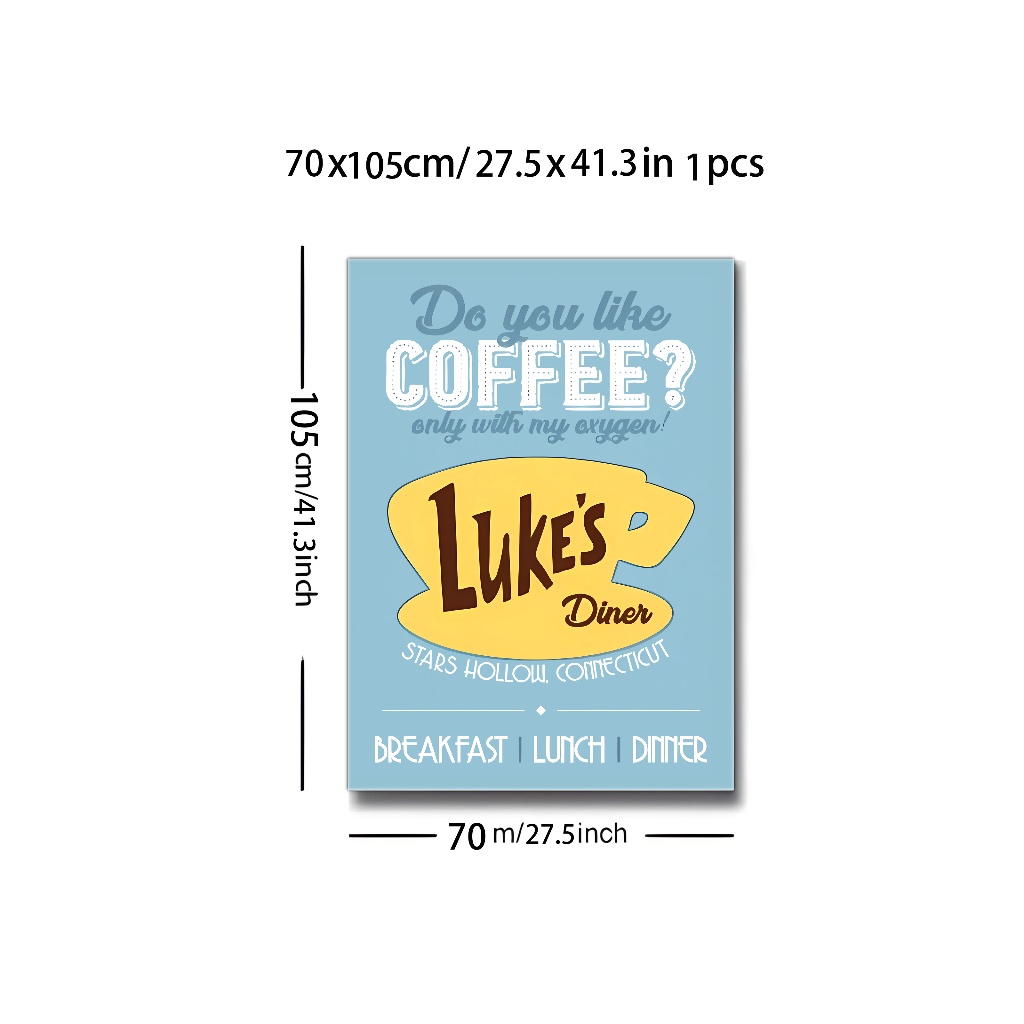 70x105cm/27.5x41.3in 1pcs
Do you like
COFFEE?
only with my oxygen!
105cm/41.3inch
LUKE'S
Diner
STARS HOLLOW, CONNECTICUT
BREAKFAST | LUNCH | DINNER
70 m/27.5inch